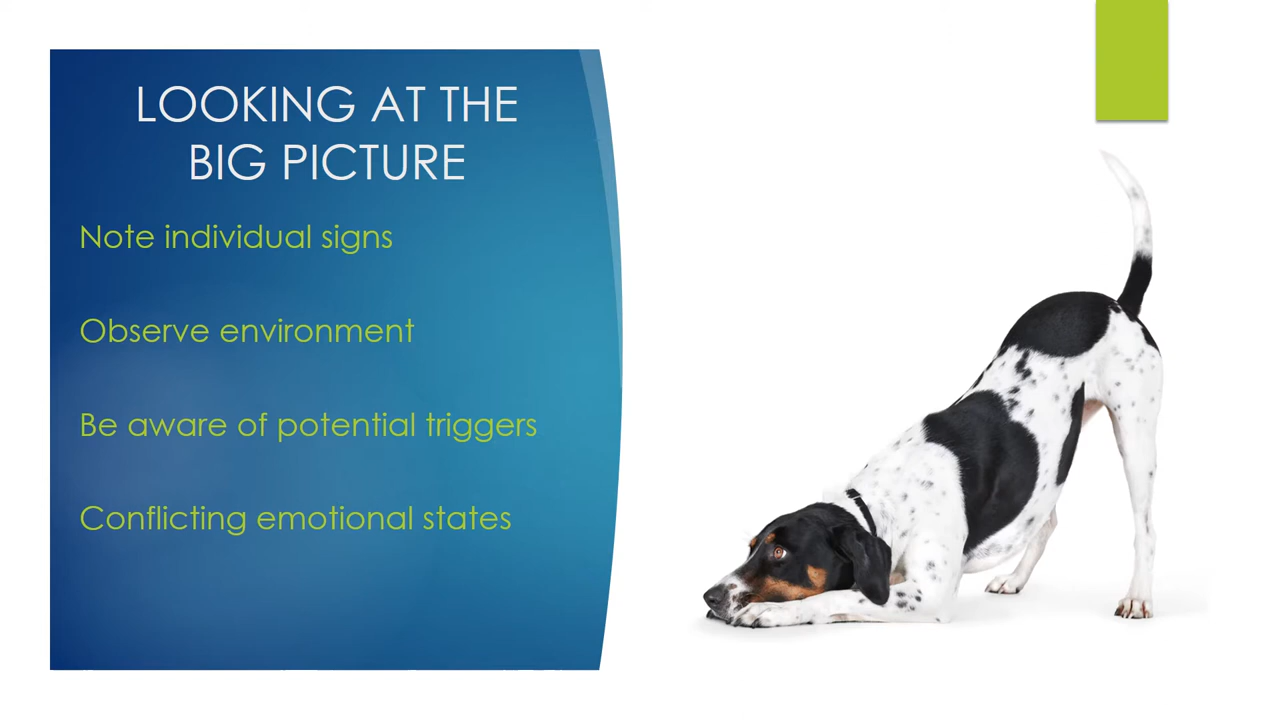 LOOKING AT THE
BIG PICTURE
Note individual signs
Observe environment
Be aware of potential triggers
Conflicting emotional states